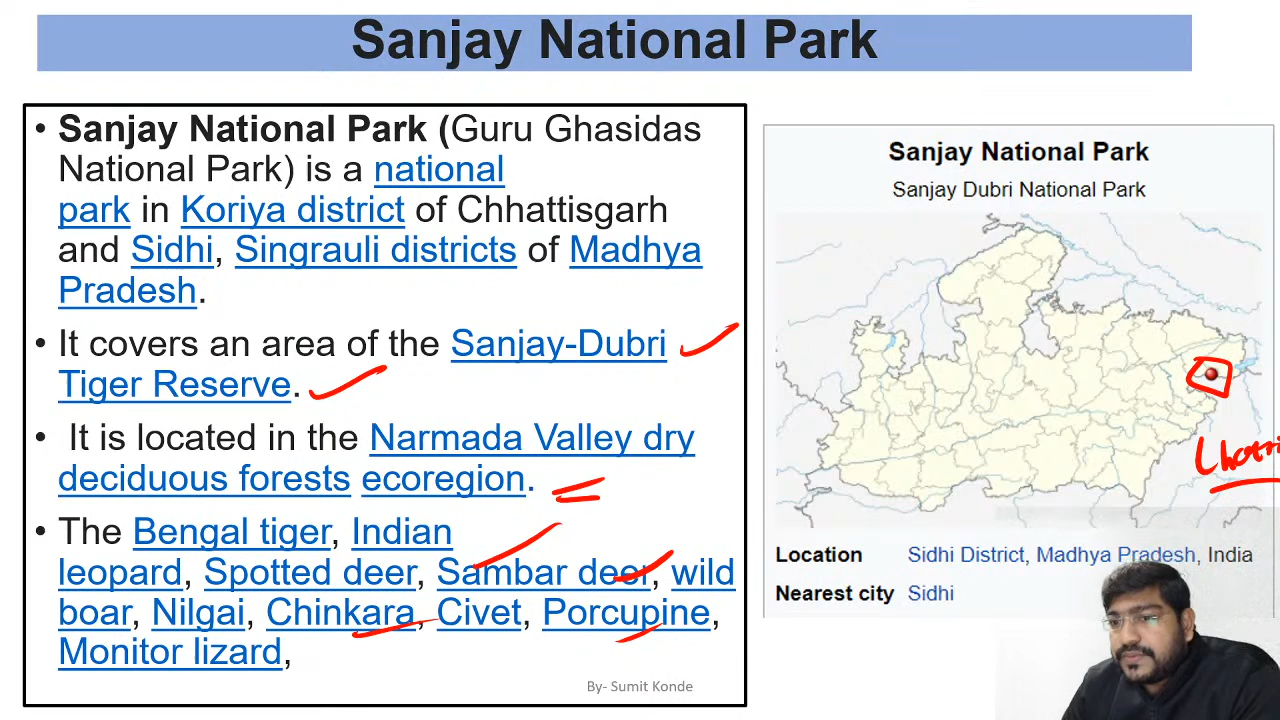 Sanjay National Park
• Sanjay National Park (Guru Ghasidas
National Park) is a national
park in Koriya district of Chhattisgarh
and Sidhi, Singrauli districts of Madhya
Pradesh.
• It covers an area of the Sanjay-Dubri
Tiger Reserve.
• It is located in the Narmada Valley dry
deciduous forests ecoregion.
• The Bengal tiger, Indian
leopard, Spotted deer, Sambar deer, wild
boar, Nilgai, Chinkara, Civet, Porcupine,
Monitor lizard,
By- Sumit Konde
Sanjay National Park
Sanjay Dubri National Park
Location Sidhi District, Madhya Pradesh, India
Nearest city Sidhi